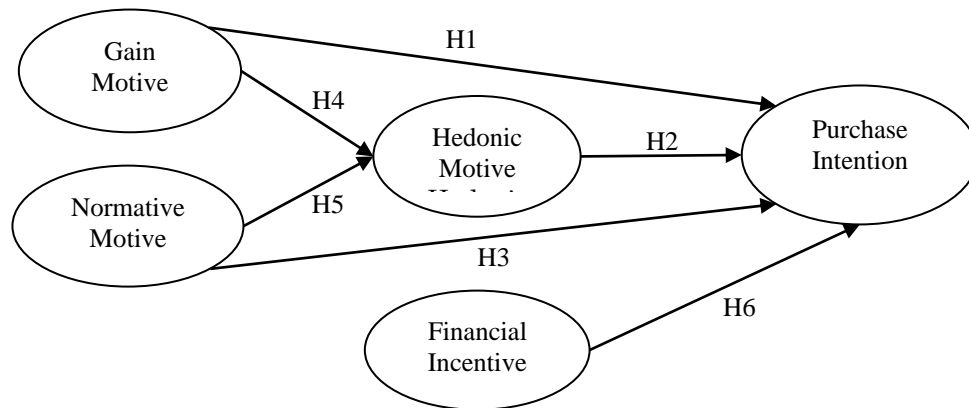 Gain
Motive
H1
H4
Hedonic
Motive
H2
Purchase
Intention
Normative
Motive
H5
H3
Financial
Incentive
H6